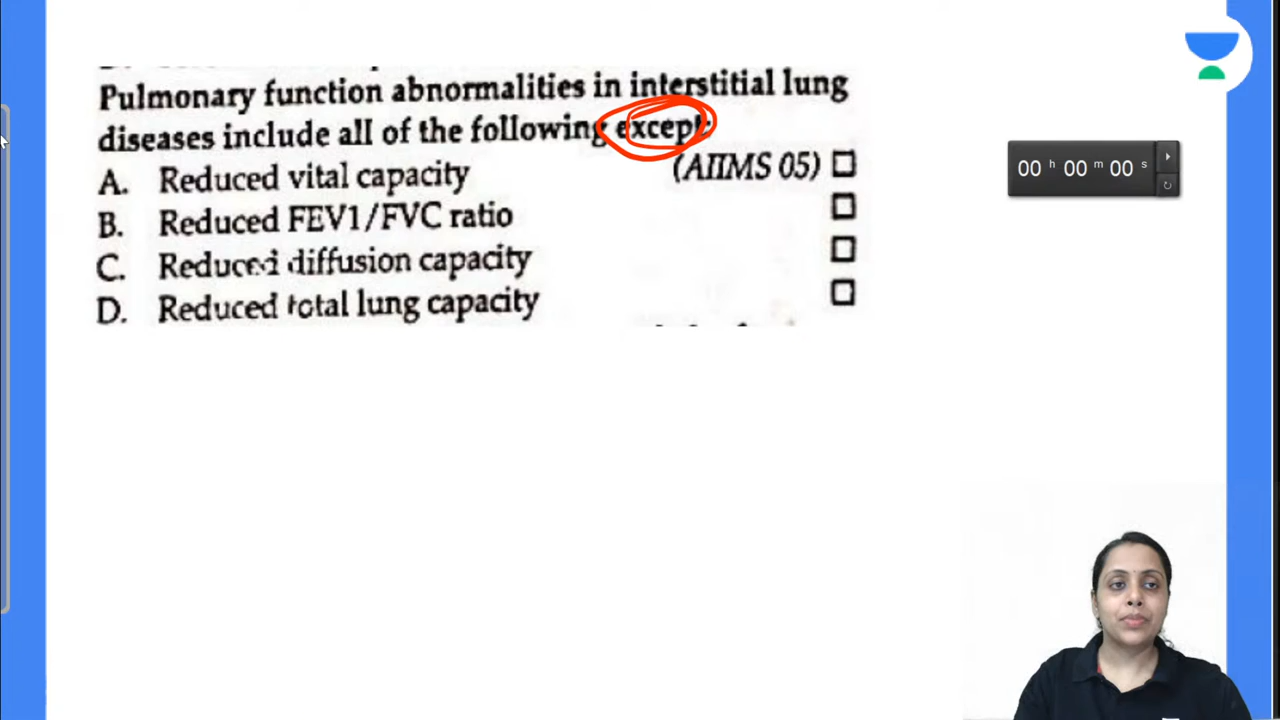 Pulmonary function abnormalities in interstitial lung
diseases include all of the following except
(AIIMS 05)
A. Reduced vital capacity
B. Reduced FEV1/FVC ratio
C. Reduced diffusion capacity
D. Reduced total lung capacity
00 h 00 m 00 s